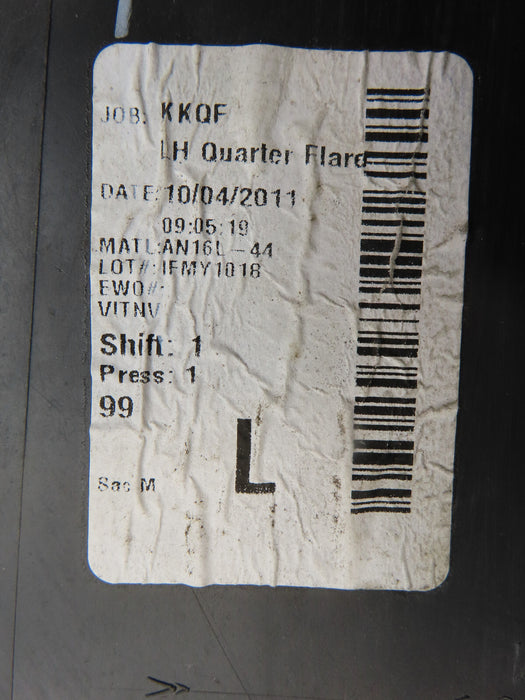 JOB: KKQF
LH Quarter Flare
DATE: 10/04/2011
09:05:19
MATL: AN16L-44
LOT#: IFMY1018
EWO#:
VITNV
Shift: 1
Press: 1
99
L
Sac M